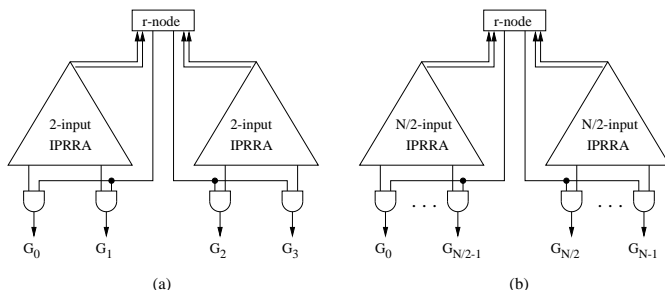 r-node
2-input
IPRRA
2-input
IPRRA
G0
G1
G2
G3
(a)
r-node
N/2-input
IPRRA
N/2-input
IPRRA
. . .
. . .
G0
GN/2-1
GN/2
GN-1
(b)